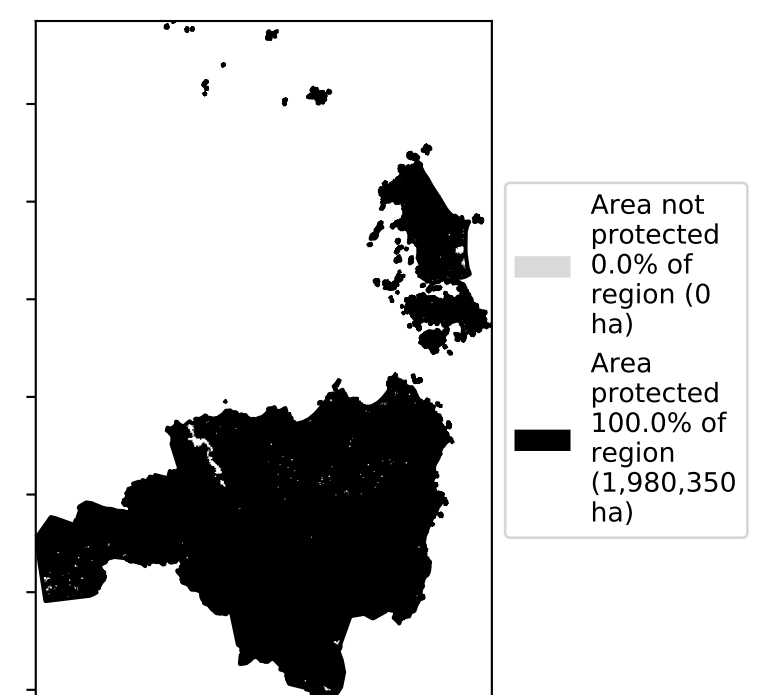 Area not
protected
0.0% of
region (0
ha)
Area
protected
100.0% of
region
(1,980,350
ha)